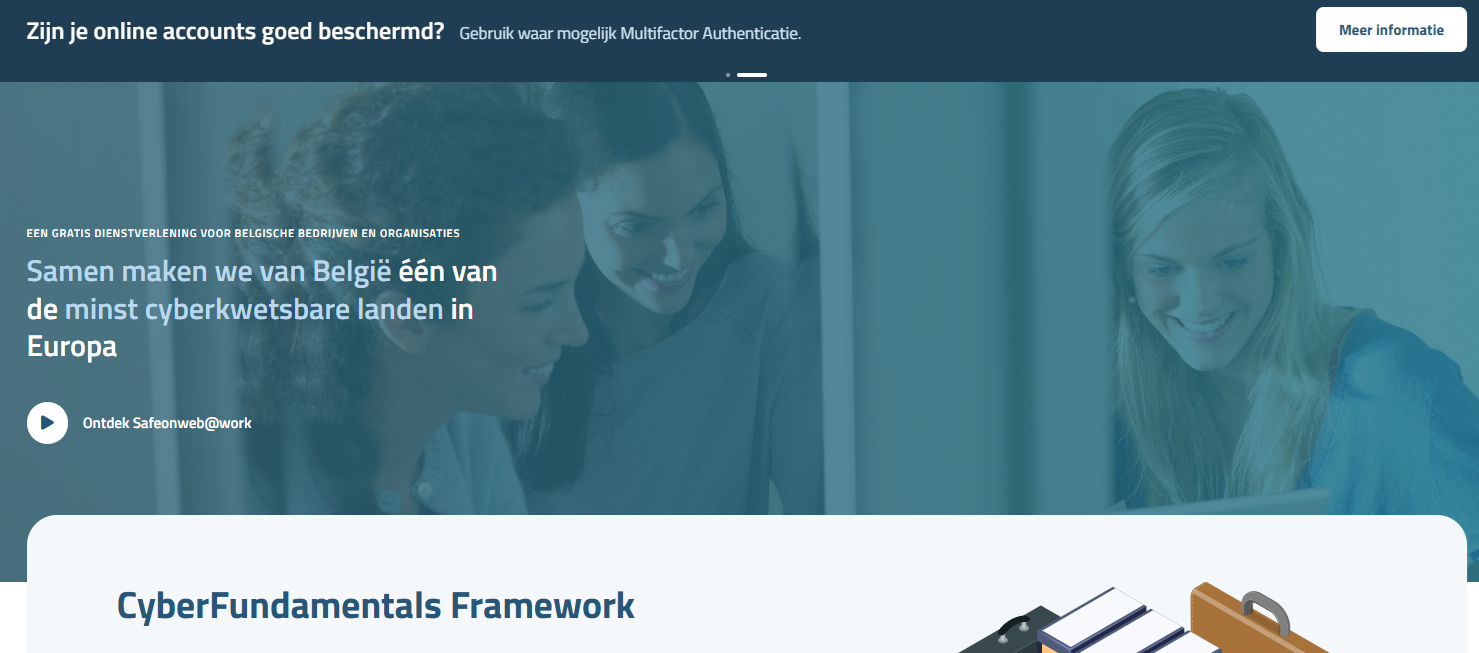 Zijn je online accounts goed beschermd? Gebruik waar mogelijk Multifactor Authenticatie.
Meer informatie
EEN GRATIS DIENSTVERLENING VOOR BELGISCHE BEDRIJVEN EN ORGANISATIES
Samen maken we van België één van
de minst cyberkwetsbare landen in
Europa
Ontdek Safeonweb@work
CyberFundamentals Framework